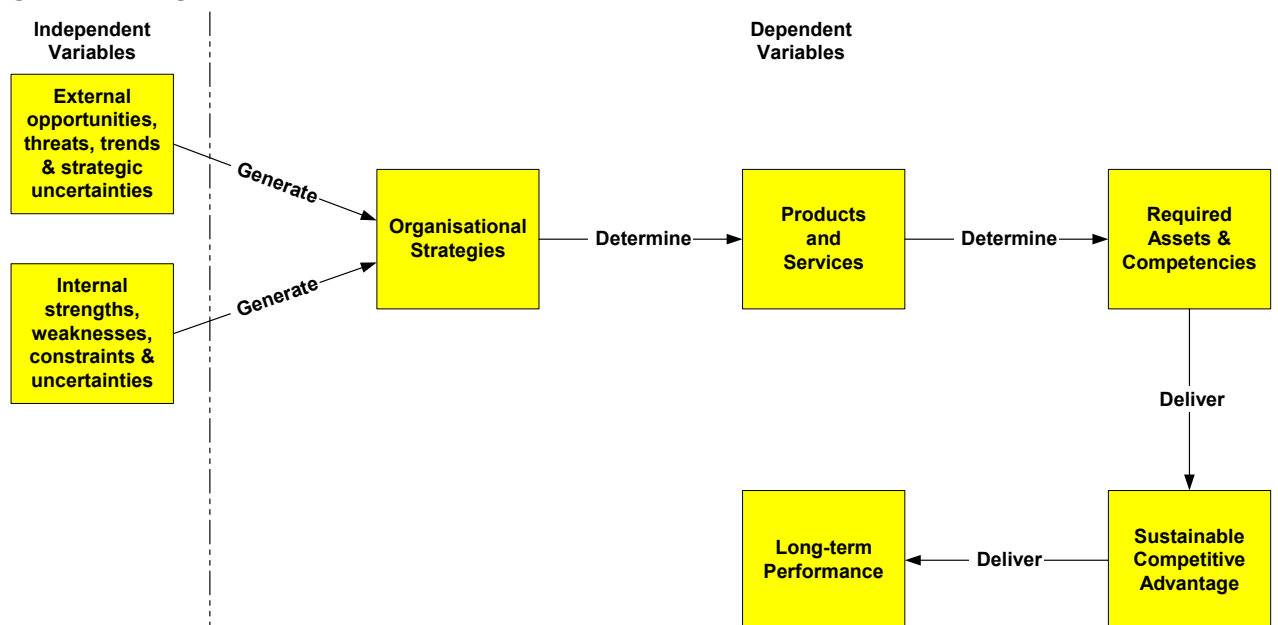 Independent
Variables
Dependent
Variables
External
opportunities,
threats, trends
& strategic
uncertainties
Generate
Internal
strengths,
weaknesses,
constraints &
uncertainties
Generate
Organisational
Strategies
Determine
Products
and
Services
Determine
Required
Assets &
Competencies
Deliver
Sustainable
Competitive
Advantage
Deliver
Long-term
Performance